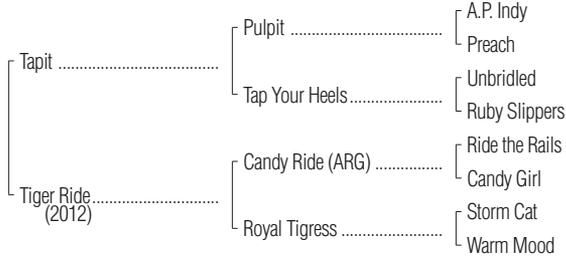 A.P. Indy
Pulpit ........................................
Preach
Tapit ..........................................
Unbridled
Tap Your Heels........................
Ruby Slippers
Ride the Rails
Candy Ride (ARG) .................
Candy Girl
Tiger Ride.................................
(2012)
Storm Cat
Royal Tigress ..........................
Warm Mood